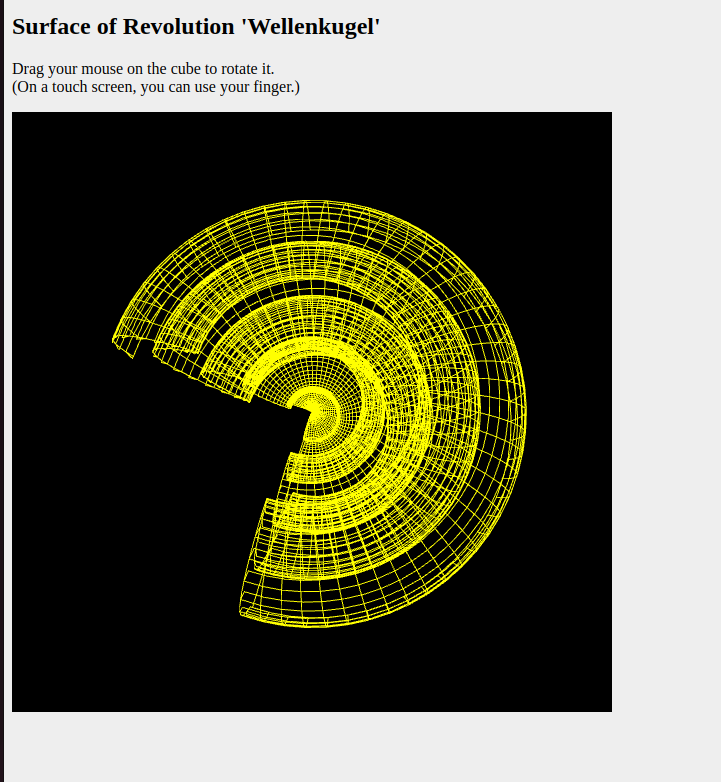 Surface of Revolution 'Wellenkugel'
Drag your mouse on the cube to rotate it.
(On a touch screen, you can use your finger.)